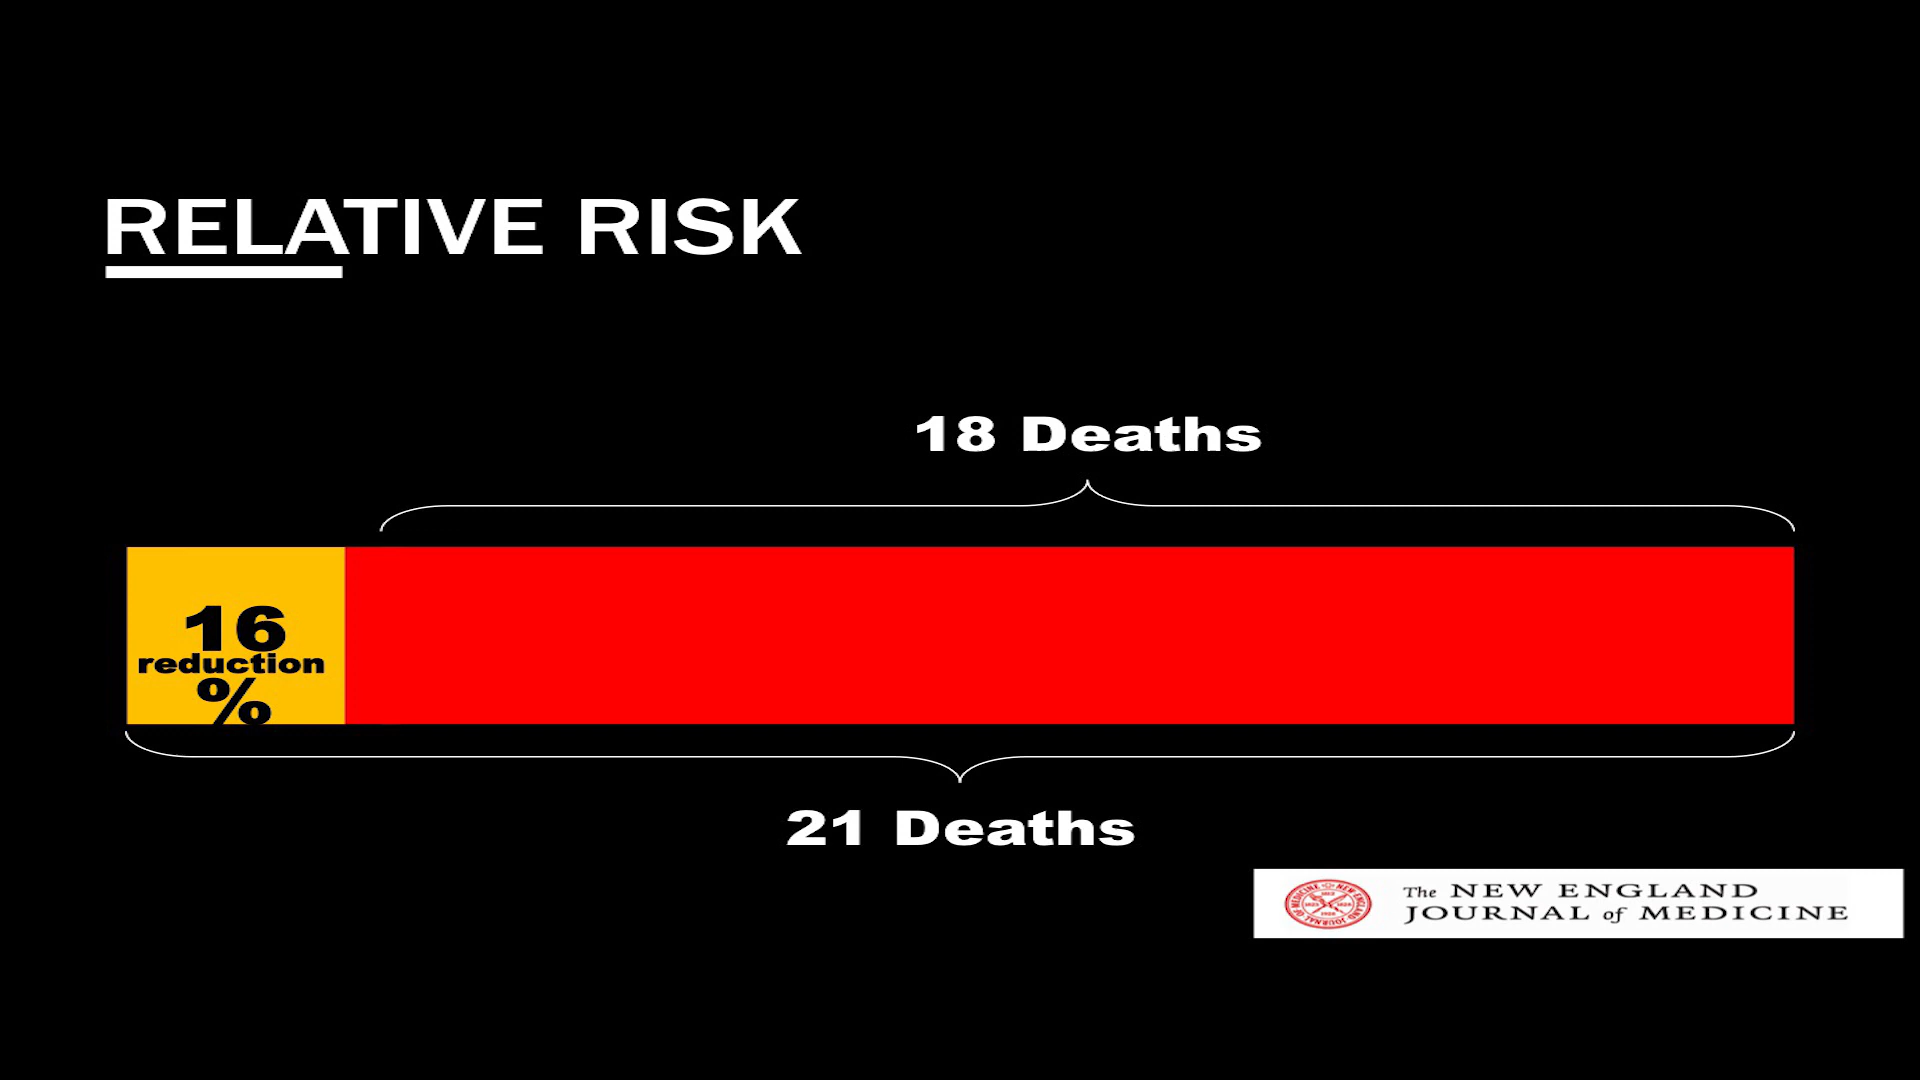 RELATIVE RISK
18 Deaths
16
reduction
%
21 Deaths
The NEW ENGLAND
JOURNAL of MEDICINE